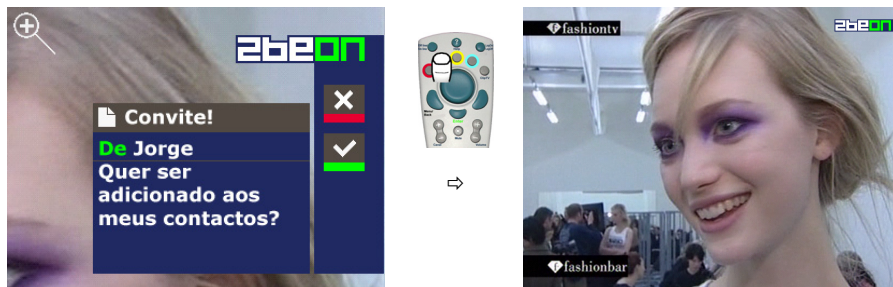 2beon
Convite!
De Jorge
Quer ser
adicionado aos
meus contactos?
fashiontv
2beon
fashionbar